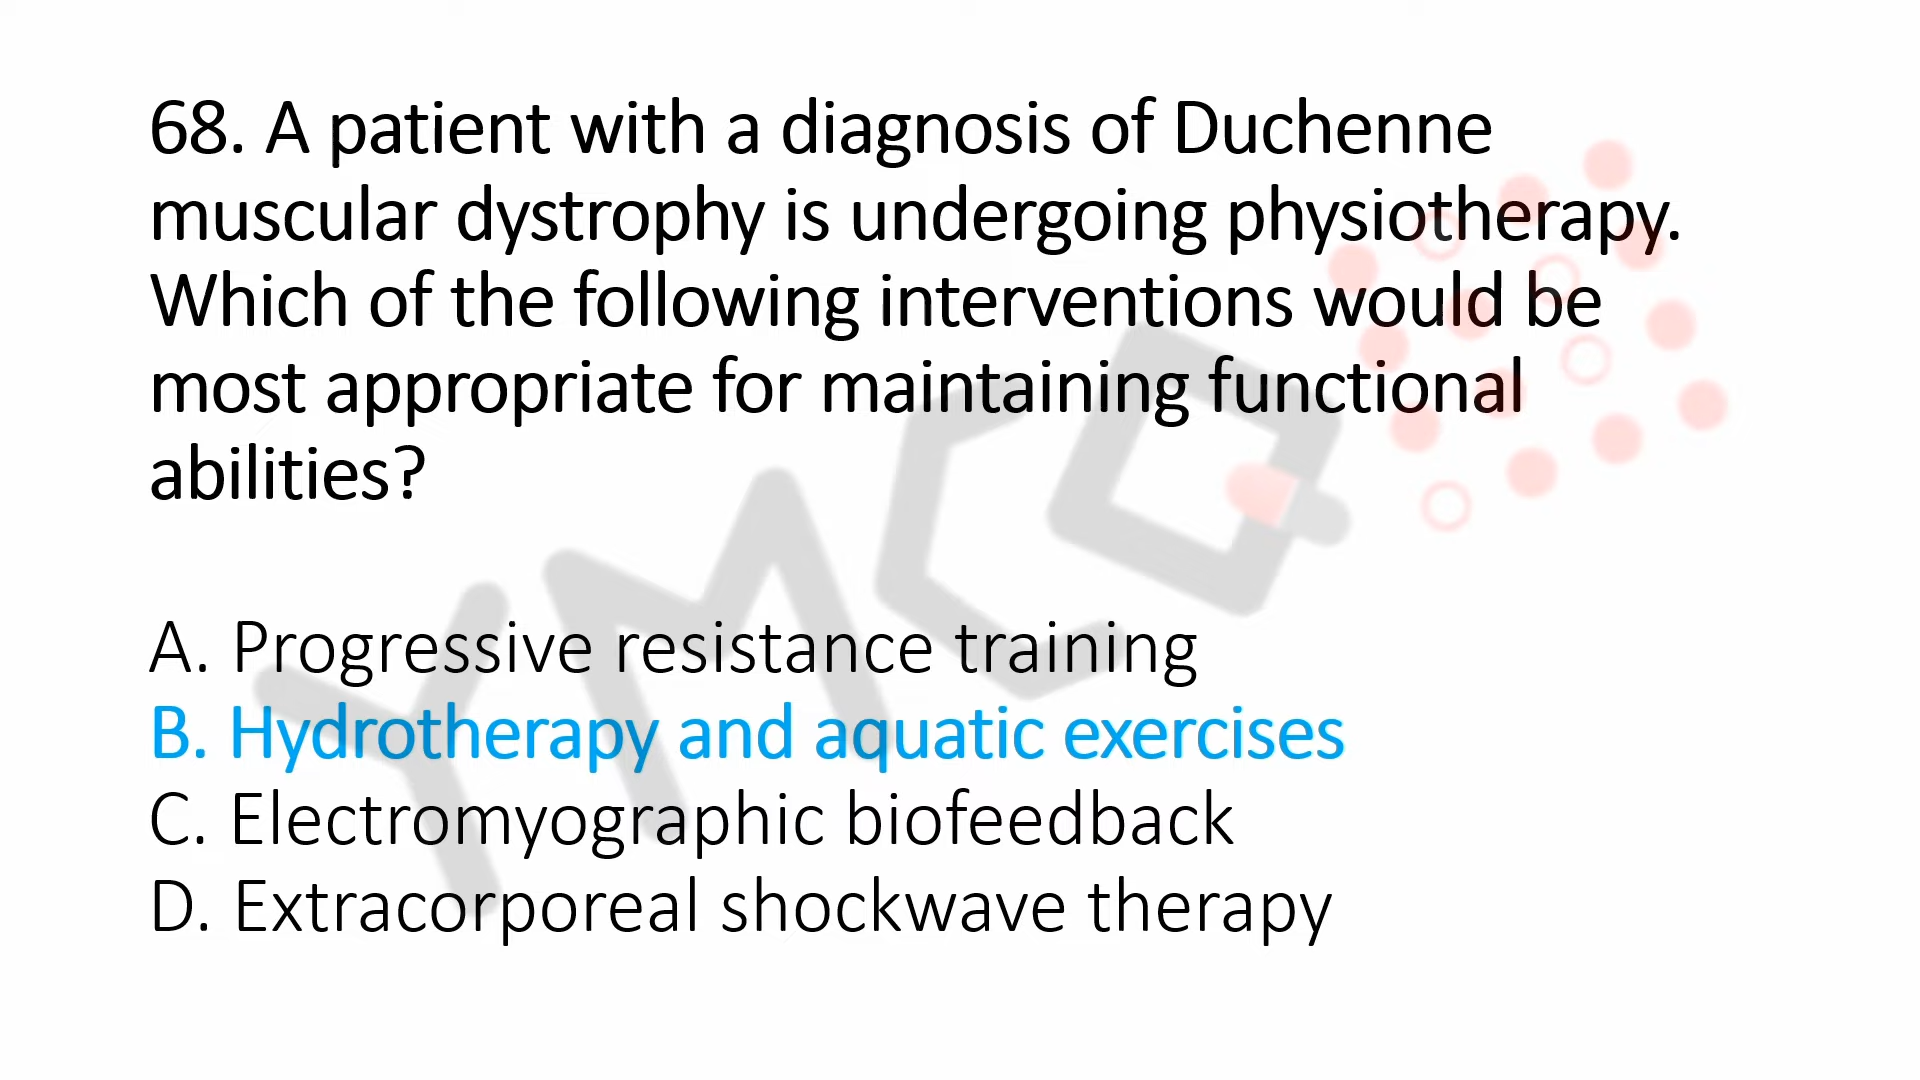 68. A patient with a diagnosis of Duchenne
muscular dystrophy is undergoing physiotherapy.
Which of the following interventions would be
most appropriate for maintaining functional
abilities?
A. Progressive resistance training
B. Hydrotherapy and aquatic exercises
C. Electromyographic biofeedback
D. Extracorporeal shockwave therapy
YMCQ